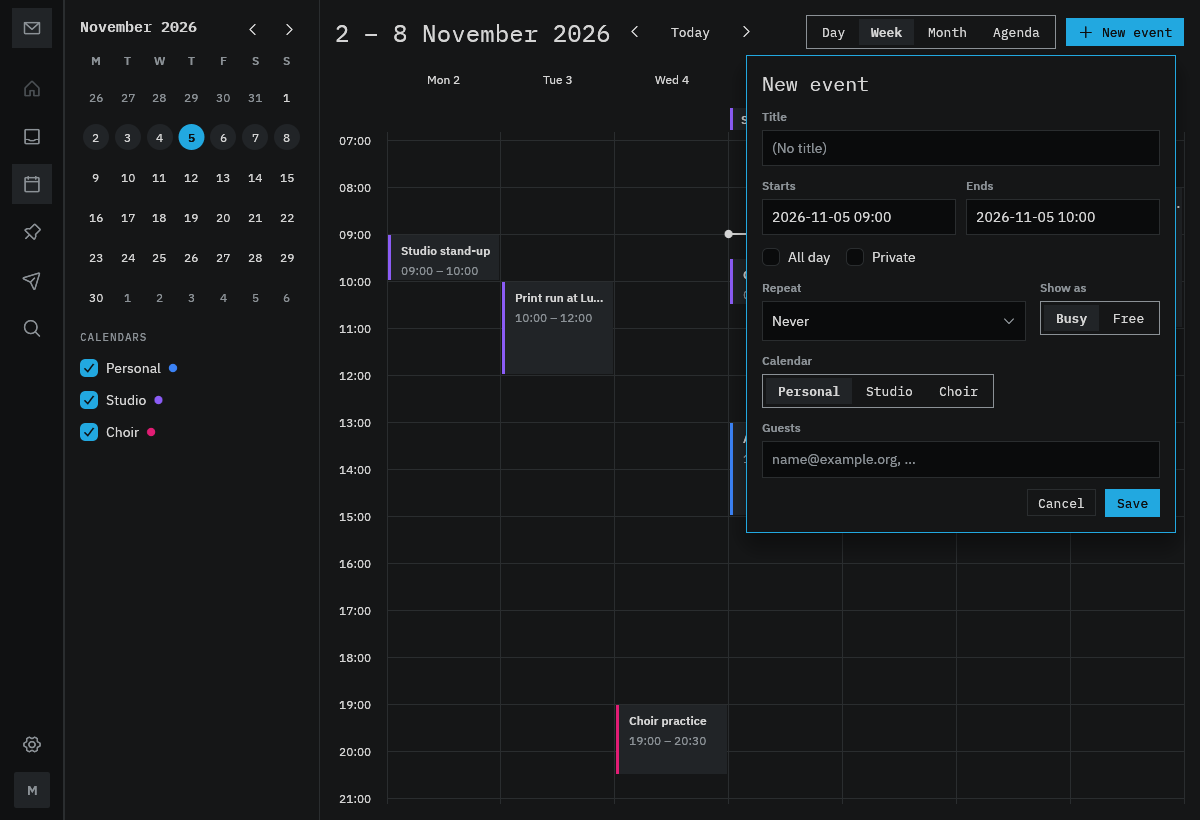 November 2026
M T W T F S S
26 27 28 29 30 31 1
2 3 4 5 6 7 8
9 10 11 12 13 14 15
16 17 18 19 20 21 22
23 24 25 26 27 28 29
30 1 2 3 4 5 6
CALENDARS
Personal
Studio
Choir
M
2 – 8 November 2026
Today
Day Week Month Agenda
New event
Mon 2 Tue 3 Wed 4
07:00
08:00
09:00
10:00
11:00
12:00
13:00
14:00
15:00
16:00
17:00
18:00
19:00
20:00
21:00
Studio stand-up
09:00 – 10:00
Print run at Lu...
10:00 – 12:00
Choir practice
19:00 – 20:30
New event
Title
(No title)
Starts Ends
2026-11-05 09:00 2026-11-05 10:00
All day Private
Repeat Show as
Never Busy Free
Calendar
Personal Studio Choir
Guests
name@example.org, ...
Cancel Save